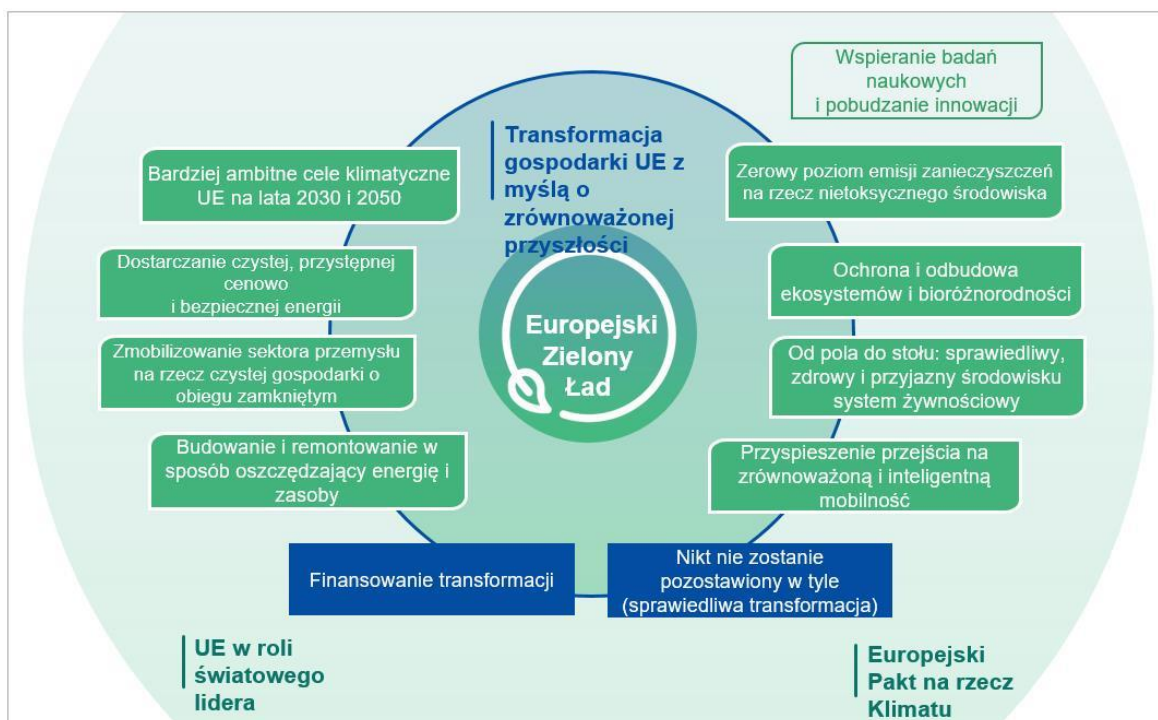 Wspieranie badań
naukowych
i pobudzanie innowacji
Transformacja
gospodarki UE z
myślą o
zrównoważonej
przyszłości
Bardziej ambitne cele klimatyczne
UE na lata 2030 i 2050
Zerowy poziom emisji zanieczyszczeń
na rzecz nietoksycznego środowiska
Dostarczanie czystej, przystępnej
cenowo
i bezpiecznej energii
Ochrona i odbudowa
ekosystemów i bioróżnorodności
Europejski
Zielony
Ład
Zmobilizowanie sektora przemysłu
na rzecz czystej gospodarki o
obiegu zamkniętym
Od pola do stołu: sprawiedliwy,
zdrowy i przyjazny środowisku
system żywnościowy
Budowanie i remontowanie w
sposób oszczędzający energię i
zasoby
Przyspieszenie przejścia na
zrównoważoną i inteligentną
mobilność
Finansowanie transformacji
Nikt nie zostanie
pozostawiony w tyle
(sprawiedliwa transformacja)
UE w roli
światowego
lidera
Europejski
Pakt na rzecz
Klimatu